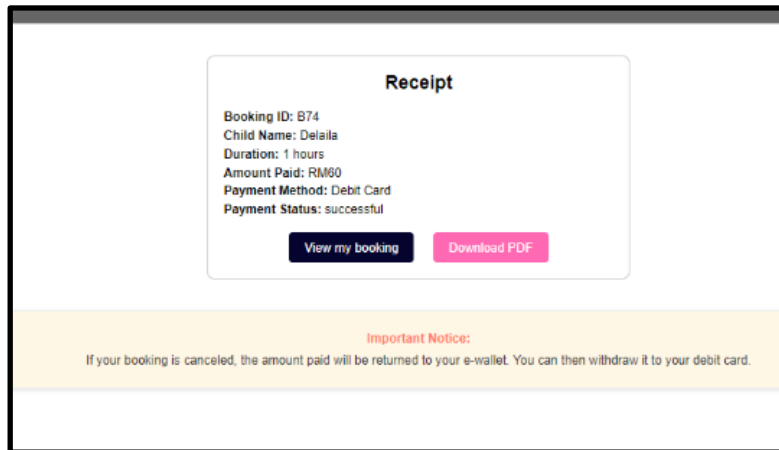 Receipt
Booking ID: B74
Child Name: Delaila
Duration: 1 hours
Amount Paid: RM60
Payment Method: Debit Card
Payment Status: successful
View my booking Download PDF
Important Notice:
If your booking is canceled, the amount paid will be returned to your e-wallet. You can then withdraw it to your debit card.